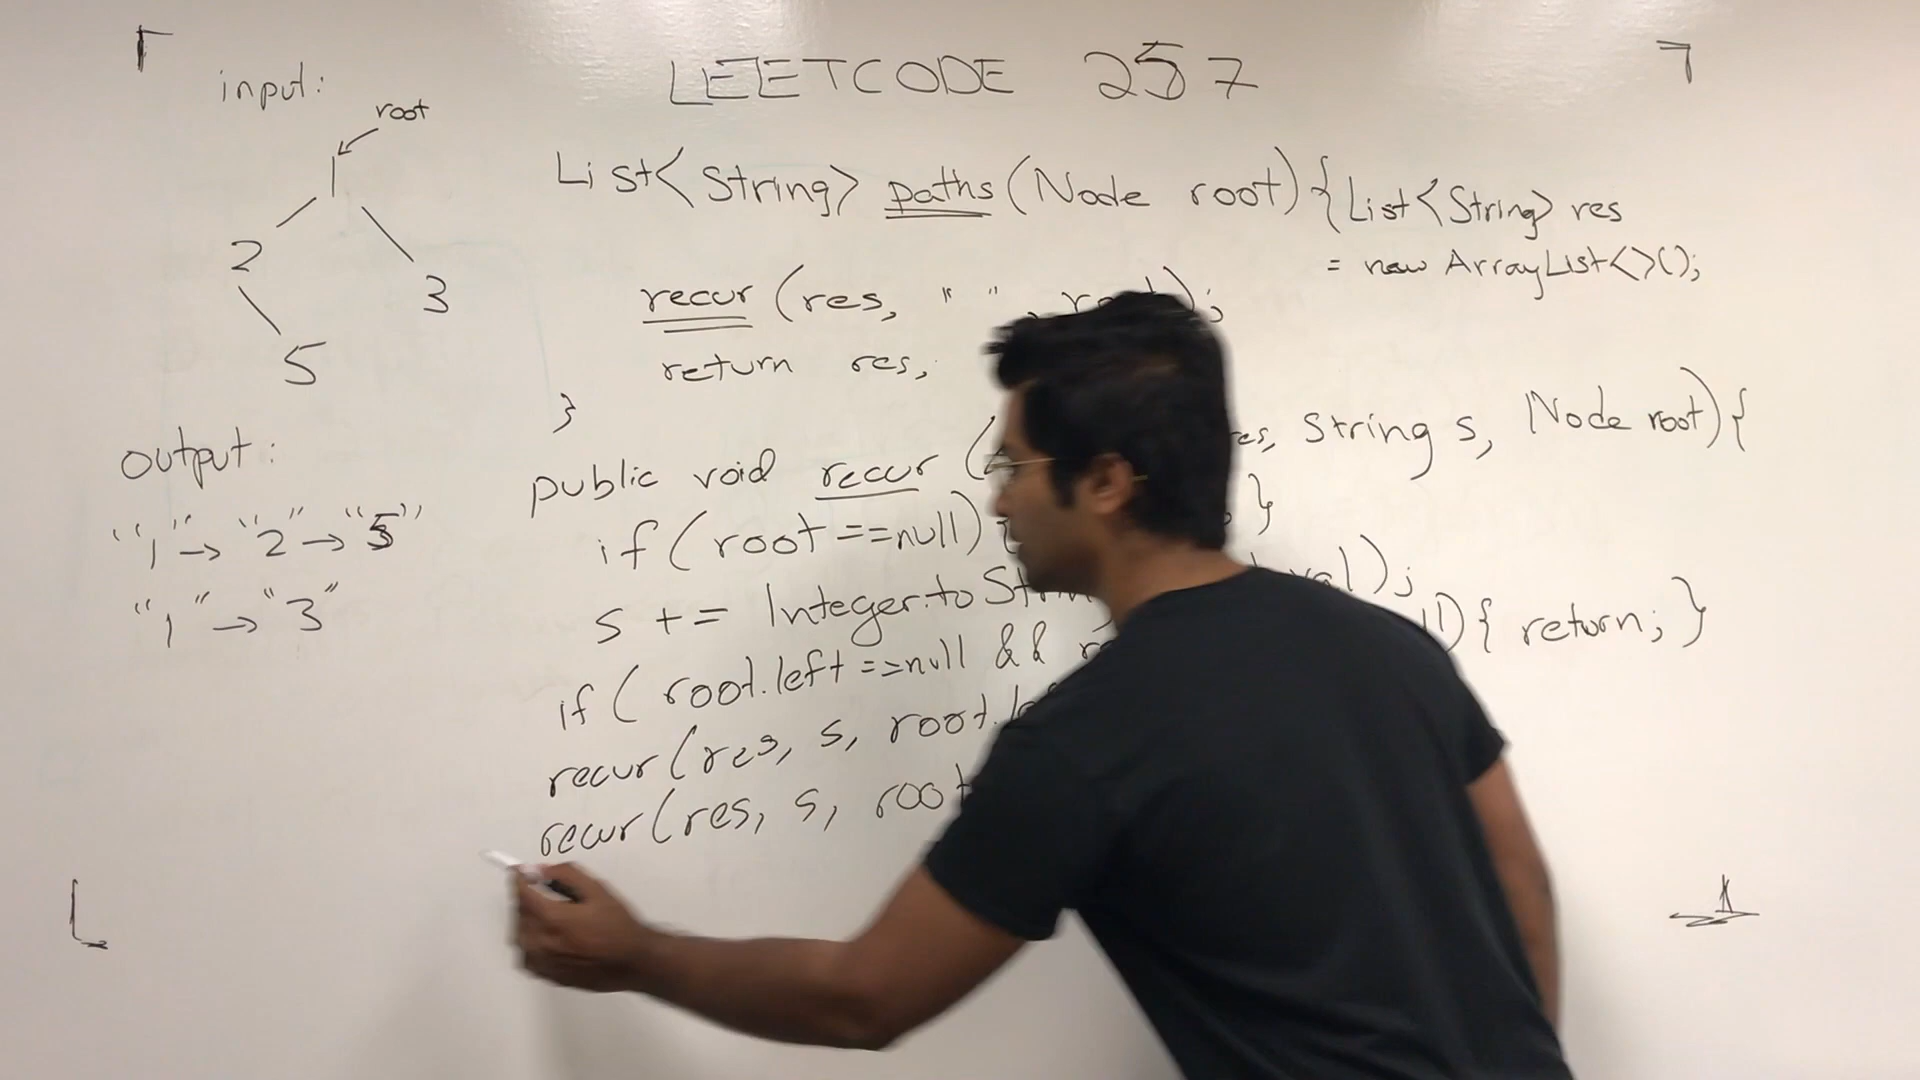 LEETCODE 257
input:
root
1
2
3
5
output:
"1" → "2" → "5"
"1" → "3"
List<String> paths (Node root) { List<String> res
= new ArrayList<>();
recur (res, " ", );
return res;
}
public void recur ( res, String s, Node root) {
if (root == null) { }
s += Integer.toString val);
if (root.left == null && { return; }
recur (res, s, root.
recur (res, s, root